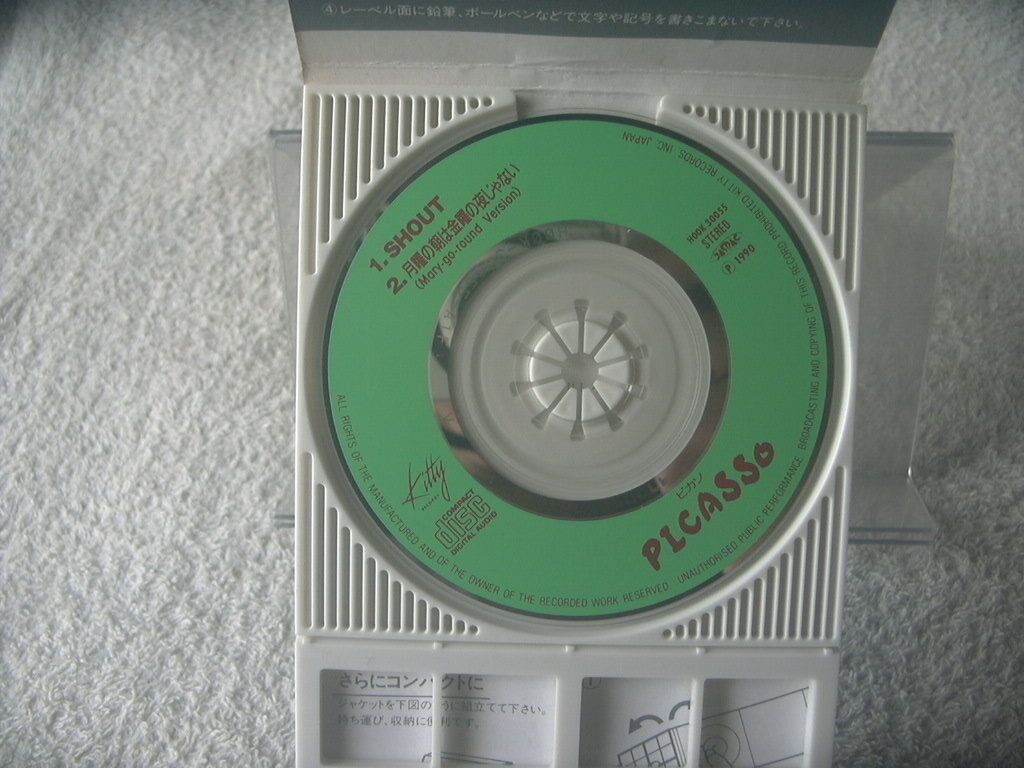 ④レーベル面に鉛筆、ボールペンなどで文字や記号を書きこまないで下さい。
1. SHOUT
2. 月曜の朝は金曜の夜じゃない
(Mary-go-round Version)
HOOK 30055
STEREO
JASRAC
Ⓟ 1990
Kitty
RECORDS
COMPACT
disc
DIGITAL AUDIO
ピカソ
PICASSO
ALL RIGHTS OF THE MANUFACTURED AND OF THE OWNER OF THE RECORDED WORK RESERVED UNAUTHORISED PUBLIC PERFORMANCE BROADCASTING AND COPYING OF THIS RECORD PROHIBITED KITTY RECORDS, INC. JAPAN
さらにコンパクトに
ジャケットを下図のように組立てて下さい。
持ち運び、収納に便利です。
①